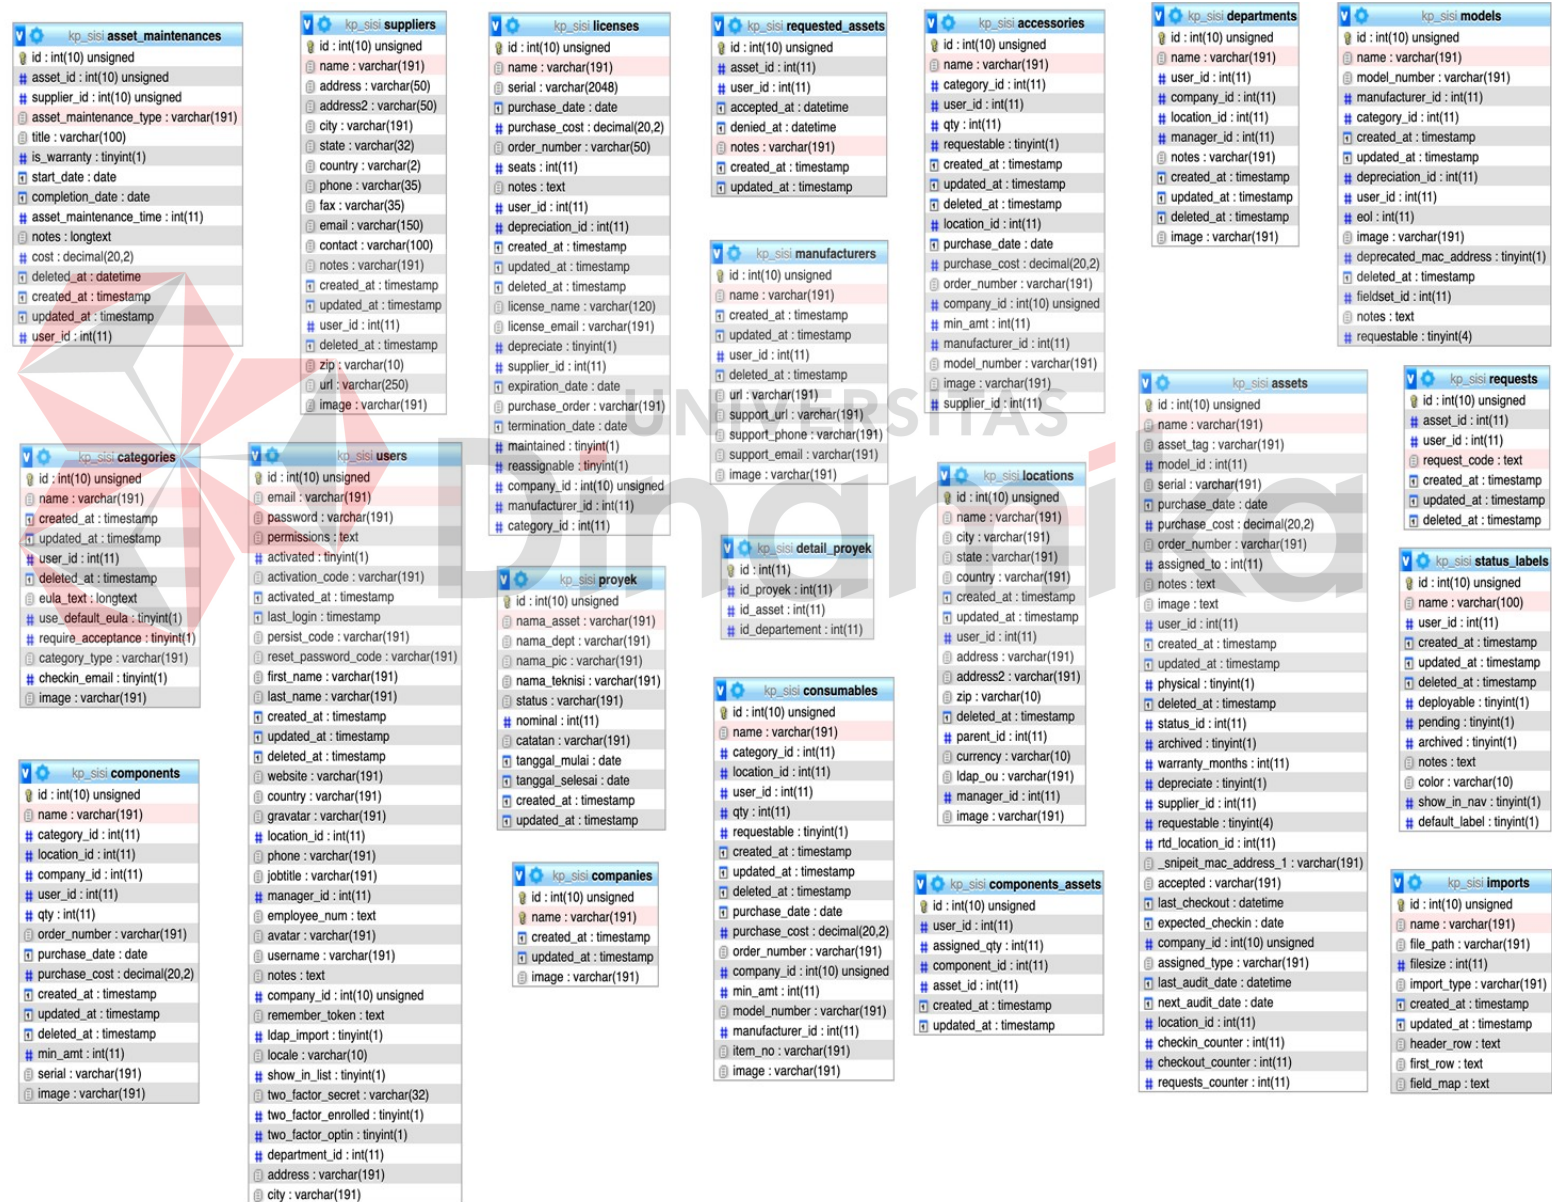 kp_sisi asset_maintenances
id : int(10) unsigned
asset_id : int(10) unsigned
supplier_id : int(10) unsigned
asset_maintenance_type : varchar(191)
title : varchar(100)
is_warranty : tinyint(1)
start_date : date
completion_date : date
asset_maintenance_time : int(11)
notes : longtext
cost : decimal(20,2)
deleted_at : datetime
created_at : timestamp
updated_at : timestamp
user_id : int(11)
kp_sisi suppliers
id : int(10) unsigned
name : varchar(191)
address : varchar(50)
address2 : varchar(50)
city : varchar(191)
state : varchar(32)
country : varchar(2)
phone : varchar(35)
fax : varchar(35)
email : varchar(150)
contact : varchar(100)
notes : varchar(191)
created_at : timestamp
updated_at : timestamp
user_id : int(11)
deleted_at : timestamp
zip : varchar(10)
url : varchar(250)
image : varchar(191)
kp_sisi licenses
id : int(10) unsigned
name : varchar(191)
serial : varchar(2048)
purchase_date : date
purchase_cost : decimal(20,2)
order_number : varchar(50)
seats : int(11)
notes : text
user_id : int(11)
depreciation_id : int(11)
created_at : timestamp
updated_at : timestamp
deleted_at : timestamp
license_name : varchar(120)
license_email : varchar(191)
depreciate : tinyint(1)
supplier_id : int(11)
expiration_date : date
purchase_order : varchar(191)
termination_date : date
maintained : tinyint(1)
reassignable : tinyint(1)
company_id : int(10) unsigned
manufacturer_id : int(11)
category_id : int(11)
kp_sisi requested_assets
id : int(10) unsigned
asset_id : int(11)
user_id : int(11)
accepted_at : datetime
denied_at : datetime
notes : varchar(191)
created_at : timestamp
updated_at : timestamp
kp_sisi accessories
id : int(10) unsigned
name : varchar(191)
category_id : int(11)
user_id : int(11)
qty : int(11)
requestable : tinyint(1)
created_at : timestamp
updated_at : timestamp
deleted_at : timestamp
location_id : int(11)
purchase_date : date
purchase_cost : decimal(20,2)
order_number : varchar(191)
company_id : int(10) unsigned
min_amt : int(11)
manufacturer_id : int(11)
model_number : varchar(191)
image : varchar(191)
supplier_id : int(11)
kp_sisi departments
id : int(10) unsigned
name : varchar(191)
user_id : int(11)
company_id : int(11)
location_id : int(11)
manager_id : int(11)
notes : varchar(191)
created_at : timestamp
updated_at : timestamp
deleted_at : timestamp
image : varchar(191)
kp_sisi models
id : int(10) unsigned
name : varchar(191)
model_number : varchar(191)
manufacturer_id : int(11)
category_id : int(11)
created_at : timestamp
updated_at : timestamp
depreciation_id : int(11)
user_id : int(11)
eol : int(11)
image : varchar(191)
deprecated_mac_address : tinyint(1)
deleted_at : timestamp
fieldset_id : int(11)
notes : text
requestable : tinyint(4)
kp_sisi manufacturers
id : int(10) unsigned
name : varchar(191)
created_at : timestamp
updated_at : timestamp
user_id : int(11)
deleted_at : timestamp
url : varchar(191)
support_url : varchar(191)
support_phone : varchar(191)
support_email : varchar(191)
image : varchar(191)
UNIVERSITAS
Dinamika
kp_sisi categories
id : int(10) unsigned
name : varchar(191)
created_at : timestamp
updated_at : timestamp
user_id : int(11)
deleted_at : timestamp
eula_text : longtext
use_default_eula : tinyint(1)
require_acceptance : tinyint(1)
category_type : varchar(191)
checkin_email : tinyint(1)
image : varchar(191)
kp_sisi users
id : int(10) unsigned
email : varchar(191)
password : varchar(191)
permissions : text
activated : tinyint(1)
activation_code : varchar(191)
activated_at : timestamp
last_login : timestamp
persist_code : varchar(191)
reset_password_code : varchar(191)
first_name : varchar(191)
last_name : varchar(191)
created_at : timestamp
updated_at : timestamp
deleted_at : timestamp
website : varchar(191)
country : varchar(191)
gravatar : varchar(191)
location_id : int(11)
phone : varchar(191)
jobtitle : varchar(191)
manager_id : int(11)
employee_num : text
avatar : varchar(191)
username : varchar(191)
notes : text
company_id : int(10) unsigned
remember_token : text
ldap_import : tinyint(1)
locale : varchar(10)
show_in_list : tinyint(1)
two_factor_secret : varchar(32)
two_factor_enrolled : tinyint(1)
two_factor_optin : tinyint(1)
department_id : int(11)
address : varchar(191)
city : varchar(191)
kp_sisi proyek
id : int(10) unsigned
nama_asset : varchar(191)
nama_dept : varchar(191)
nama_pic : varchar(191)
nama_teknisi : varchar(191)
status : varchar(191)
nominal : int(11)
catatan : varchar(191)
tanggal_mulai : date
tanggal_selesai : date
created_at : timestamp
updated_at : timestamp
kp_sisi detail_proyek
id : int(11)
id_proyek : int(11)
id_asset : int(11)
id_departement : int(11)
kp_sisi locations
id : int(10) unsigned
name : varchar(191)
city : varchar(191)
state : varchar(191)
country : varchar(191)
created_at : timestamp
updated_at : timestamp
user_id : int(11)
address : varchar(191)
address2 : varchar(191)
zip : varchar(10)
deleted_at : timestamp
parent_id : int(11)
currency : varchar(10)
ldap_ou : varchar(191)
manager_id : int(11)
image : varchar(191)
kp_sisi assets
id : int(10) unsigned
name : varchar(191)
asset_tag : varchar(191)
model_id : int(11)
serial : varchar(191)
purchase_date : date
purchase_cost : decimal(20,2)
order_number : varchar(191)
assigned_to : int(11)
notes : text
image : text
user_id : int(11)
created_at : timestamp
updated_at : timestamp
physical : tinyint(1)
deleted_at : timestamp
status_id : int(11)
archived : tinyint(1)
warranty_months : int(11)
depreciate : tinyint(1)
supplier_id : int(11)
requestable : tinyint(4)
rtd_location_id : int(11)
_snipeit_mac_address_1 : varchar(191)
accepted : varchar(191)
last_checkout : datetime
expected_checkin : date
company_id : int(10) unsigned
assigned_type : varchar(191)
last_audit_date : datetime
next_audit_date : date
location_id : int(11)
checkin_counter : int(11)
checkout_counter : int(11)
requests_counter : int(11)
kp_sisi requests
id : int(10) unsigned
asset_id : int(11)
user_id : int(11)
request_code : text
created_at : timestamp
updated_at : timestamp
deleted_at : timestamp
kp_sisi status_labels
id : int(10) unsigned
name : varchar(100)
user_id : int(11)
created_at : timestamp
updated_at : timestamp
deleted_at : timestamp
deployable : tinyint(1)
pending : tinyint(1)
archived : tinyint(1)
notes : text
color : varchar(10)
show_in_nav : tinyint(1)
default_label : tinyint(1)
kp_sisi components
id : int(10) unsigned
name : varchar(191)
category_id : int(11)
location_id : int(11)
company_id : int(11)
user_id : int(11)
qty : int(11)
order_number : varchar(191)
purchase_date : date
purchase_cost : decimal(20,2)
created_at : timestamp
updated_at : timestamp
deleted_at : timestamp
min_amt : int(11)
serial : varchar(191)
image : varchar(191)
kp_sisi companies
id : int(10) unsigned
name : varchar(191)
created_at : timestamp
updated_at : timestamp
image : varchar(191)
kp_sisi consumables
id : int(10) unsigned
name : varchar(191)
category_id : int(11)
location_id : int(11)
user_id : int(11)
qty : int(11)
requestable : tinyint(1)
created_at : timestamp
updated_at : timestamp
deleted_at : timestamp
purchase_date : date
purchase_cost : decimal(20,2)
order_number : varchar(191)
company_id : int(10) unsigned
min_amt : int(11)
model_number : varchar(191)
manufacturer_id : int(11)
item_no : varchar(191)
image : varchar(191)
kp_sisi components_assets
id : int(10) unsigned
user_id : int(11)
assigned_qty : int(11)
component_id : int(11)
asset_id : int(11)
created_at : timestamp
updated_at : timestamp
kp_sisi imports
id : int(10) unsigned
name : varchar(191)
file_path : varchar(191)
filesize : int(11)
import_type : varchar(191)
created_at : timestamp
updated_at : timestamp
header_row : text
first_row : text
field_map : text